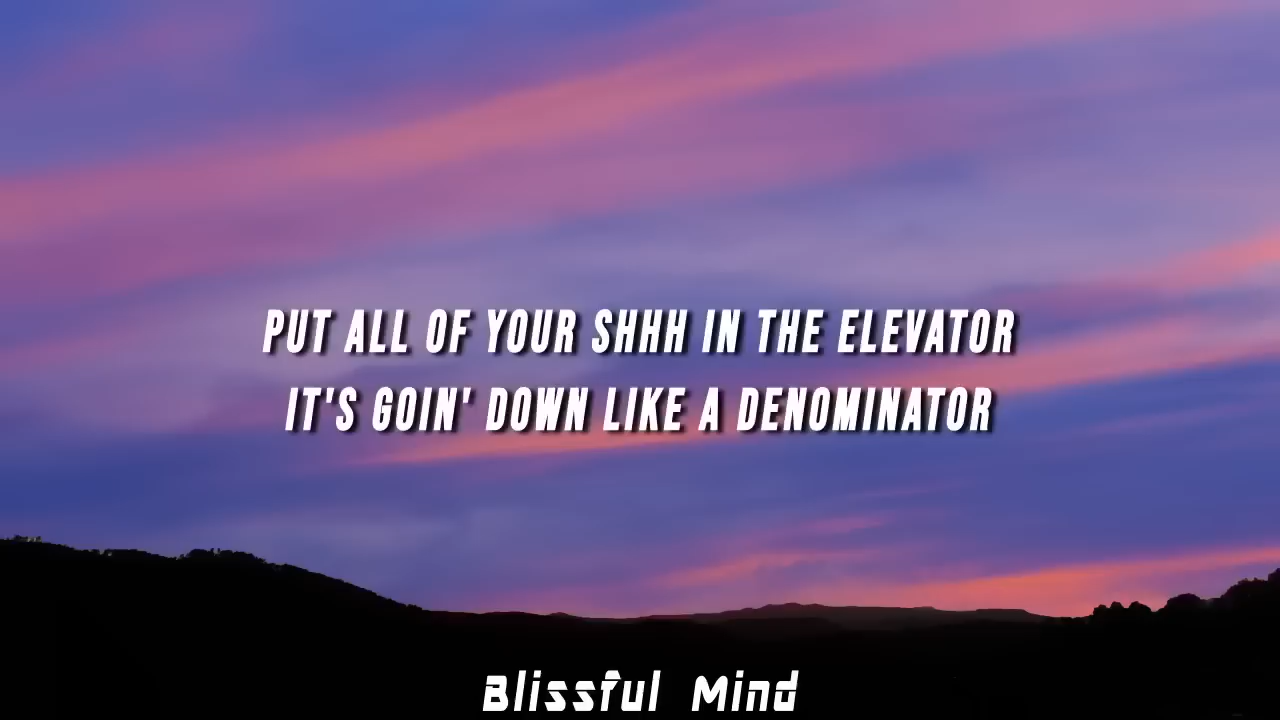 PUT ALL OF YOUR SHHH IN THE ELEVATOR
IT'S GOIN' DOWN LIKE A DENOMINATOR
Blissful Mind